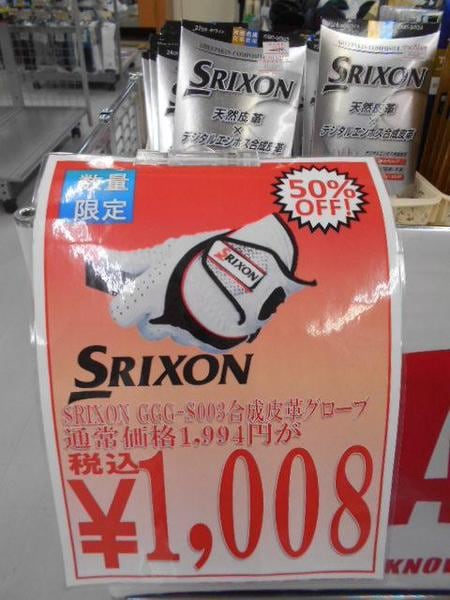 SRIXON
天然皮革
×
デジタルエンボス合成皮革
SRIXON
天然皮革
×
デジタルエンボス合成皮革
数量
限定
50%
OFF!
SRIXON
SRIXON
SRIXON GGG-S003合成皮革グローブ
通常価格1,994円が
税込
¥1,008
KNOW